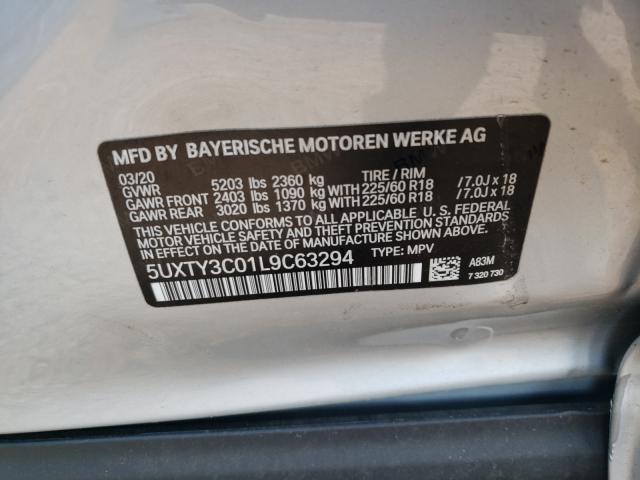 MFD BY BAYERISCHE MOTOREN WERKE AG
03/20 TIRE / RIM
GVWR 5203 lbs 2360 kg
GAWR FRONT 2403 lbs 1090 kg WITH 225/60 R18 /7.0J x 18
GAWR REAR 3020 lbs 1370 kg WITH 225/60 R18 /7.0J x 18
THIS VEHICLE CONFORMS TO ALL APPLICABLE U. S. FEDERAL
MOTOR VEHICLE SAFETY AND THEFT PREVENTION STANDARDS
IN EFFECT ON THE DATE OF MANUFACTURE SHOWN ABOVE.
5UXTY3C01L9C63294 TYPE: MPV
A83M
7 320 730